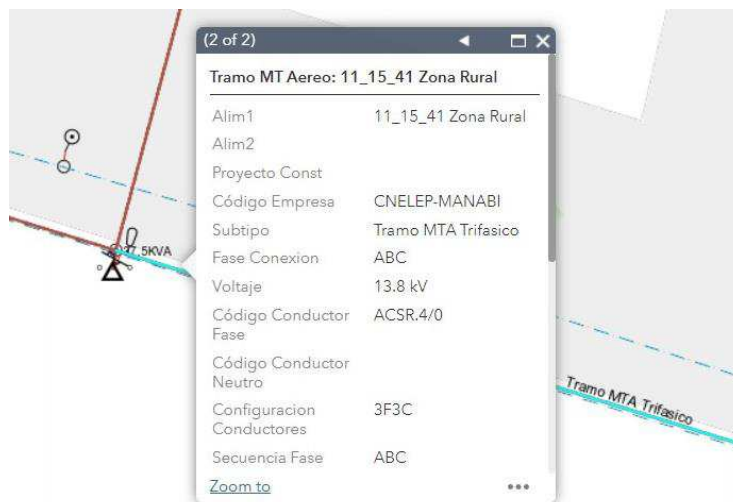 (2 of 2)
Tramo MT Aereo: 11_15_41 Zona Rural
Alim1 11_15_41 Zona Rural
Alim2
Proyecto Const
Código Empresa CNELEP-MANABI
Subtipo Tramo MTA Trifasico
Fase Conexion ABC
Voltaje 13.8 kV
Código Conductor Fase ACSR.4/0
Código Conductor Neutro
Configuracion Conductores 3F3C
Secuencia Fase ABC
Zoom to
Tramo MTA Trifasico